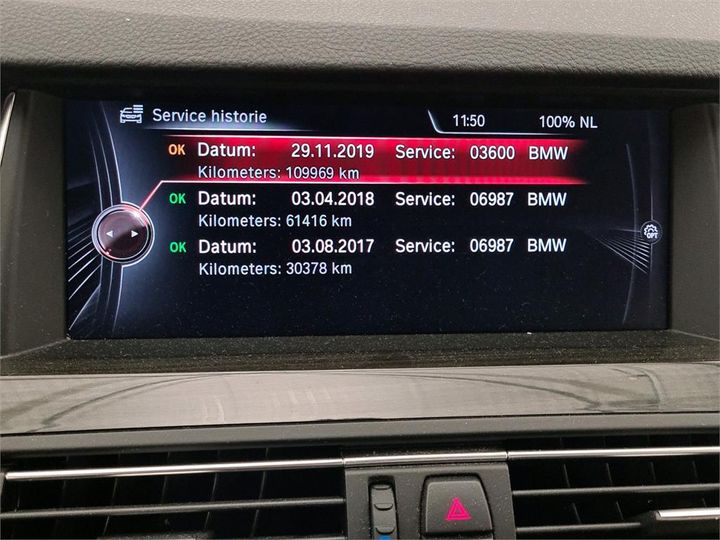 Service historie 11:50 100% NL
OK Datum: 29.11.2019 Service: 03600 BMW
Kilometers: 109969 km
OK Datum: 03.04.2018 Service: 06987 BMW
Kilometers: 61416 km
OK Datum: 03.08.2017 Service: 06987 BMW
Kilometers: 30378 km
OPT